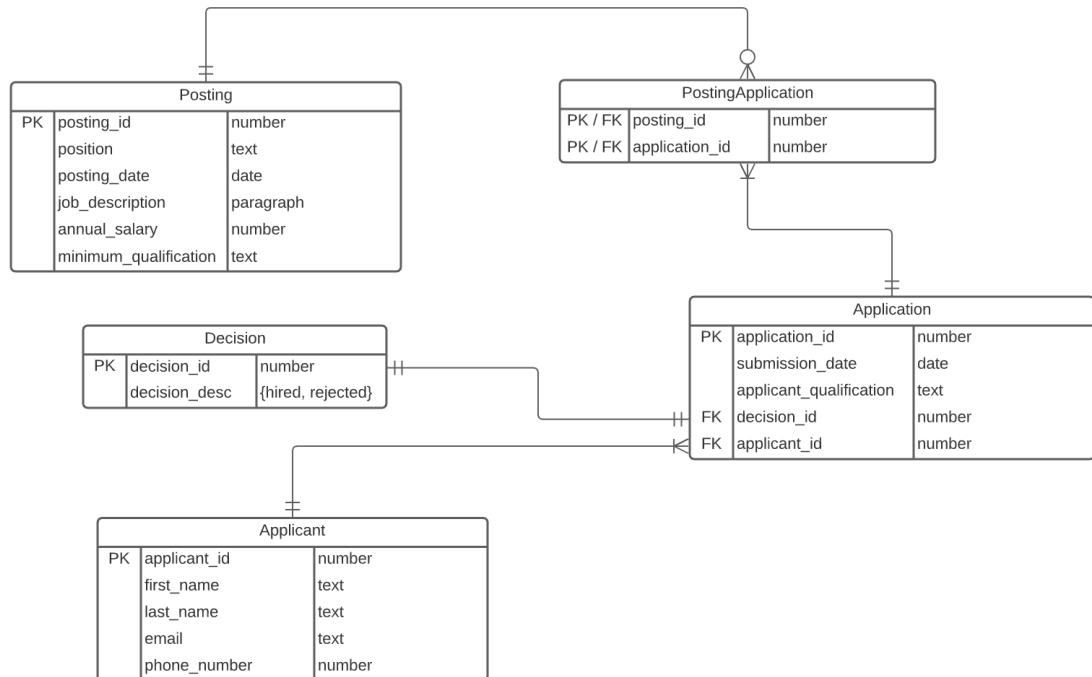 Posting
PK posting_id number
position text
posting_date date
job_description paragraph
annual_salary number
minimum_qualification text
PostingApplication
PK / FK posting_id number
PK / FK application_id number
Decision
PK decision_id number
decision_desc {hired, rejected}
Application
PK application_id number
submission_date date
applicant_qualification text
FK decision_id number
FK applicant_id number
Applicant
PK applicant_id number
first_name text
last_name text
email text
phone_number number